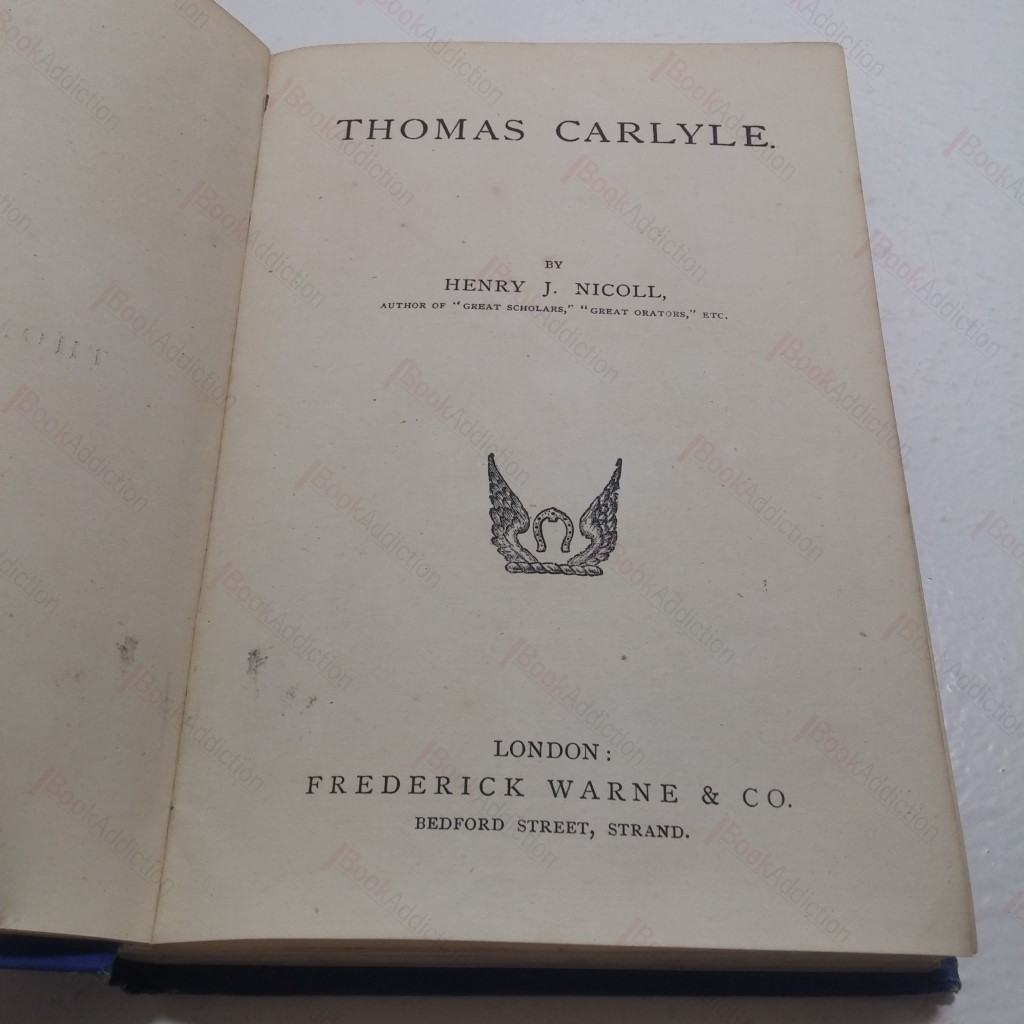 THOMAS CARLYLE.
BY
HENRY J. NICOLL,
AUTHOR OF "GREAT SCHOLARS," "GREAT ORATORS," ETC.
LONDON:
FREDERICK WARNE & CO.
BEDFORD STREET, STRAND.
BookAddiction